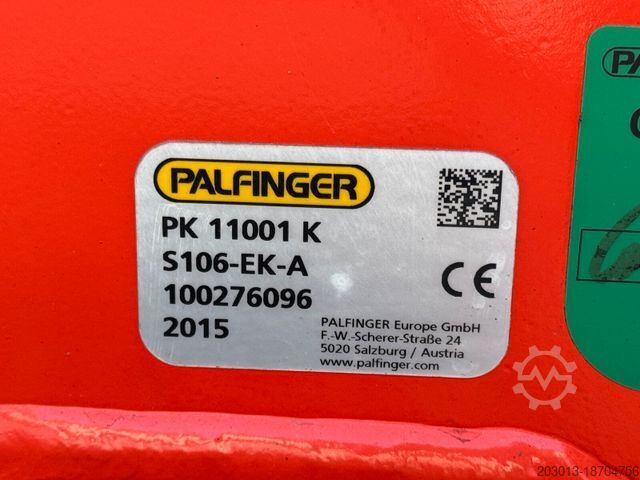 PALFINGER
PK 11001 K
S106-EK-A
100276096
2015
PALFINGER Europe GmbH
F.-W.-Scherer-Straße 24
5020 Salzburg / Austria
www.palfinger.com
PA
203013-18704756